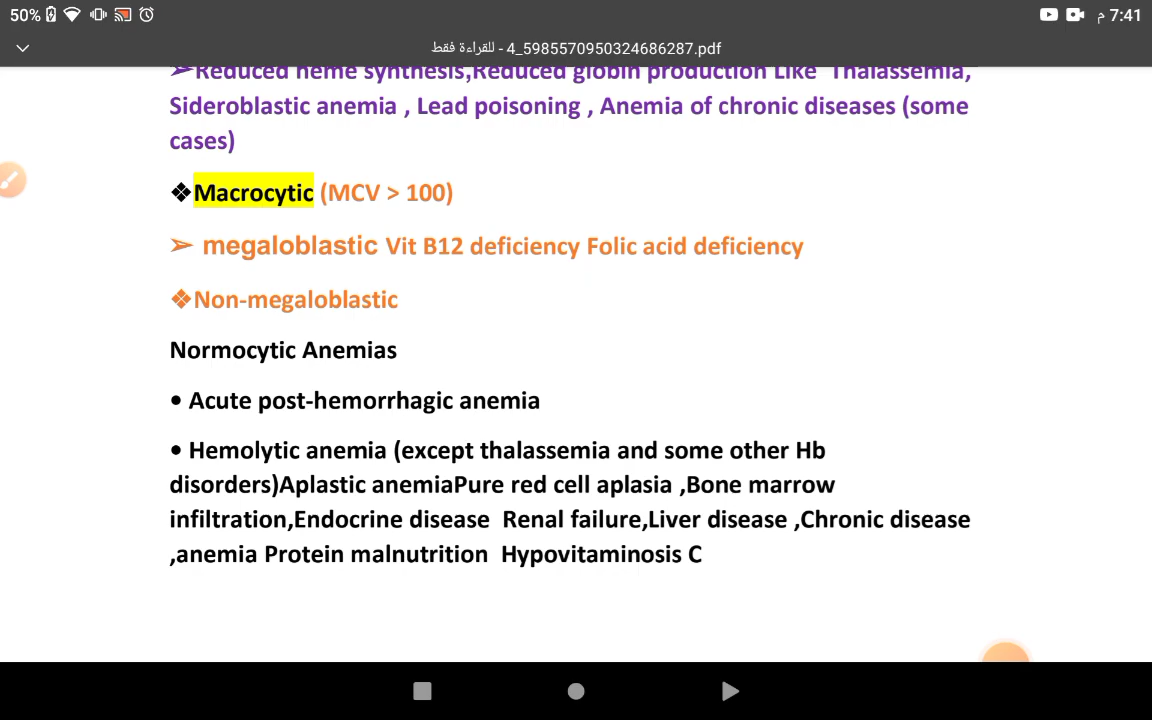 50% 7:41 م
4_5985570950324686287.pdf - للقراءة فقط
➢Reduced heme synthesis,Reduced globin production Like Thalassemia,
Sideroblastic anemia , Lead poisoning , Anemia of chronic diseases (some
cases)
❖Macrocytic (MCV > 100)
➢ megaloblastic Vit B12 deficiency Folic acid deficiency
❖Non-megaloblastic
Normocytic Anemias
• Acute post-hemorrhagic anemia
• Hemolytic anemia (except thalassemia and some other Hb
disorders)Aplastic anemiaPure red cell aplasia ,Bone marrow
infiltration,Endocrine disease Renal failure,Liver disease ,Chronic disease
,anemia Protein malnutrition Hypovitaminosis C